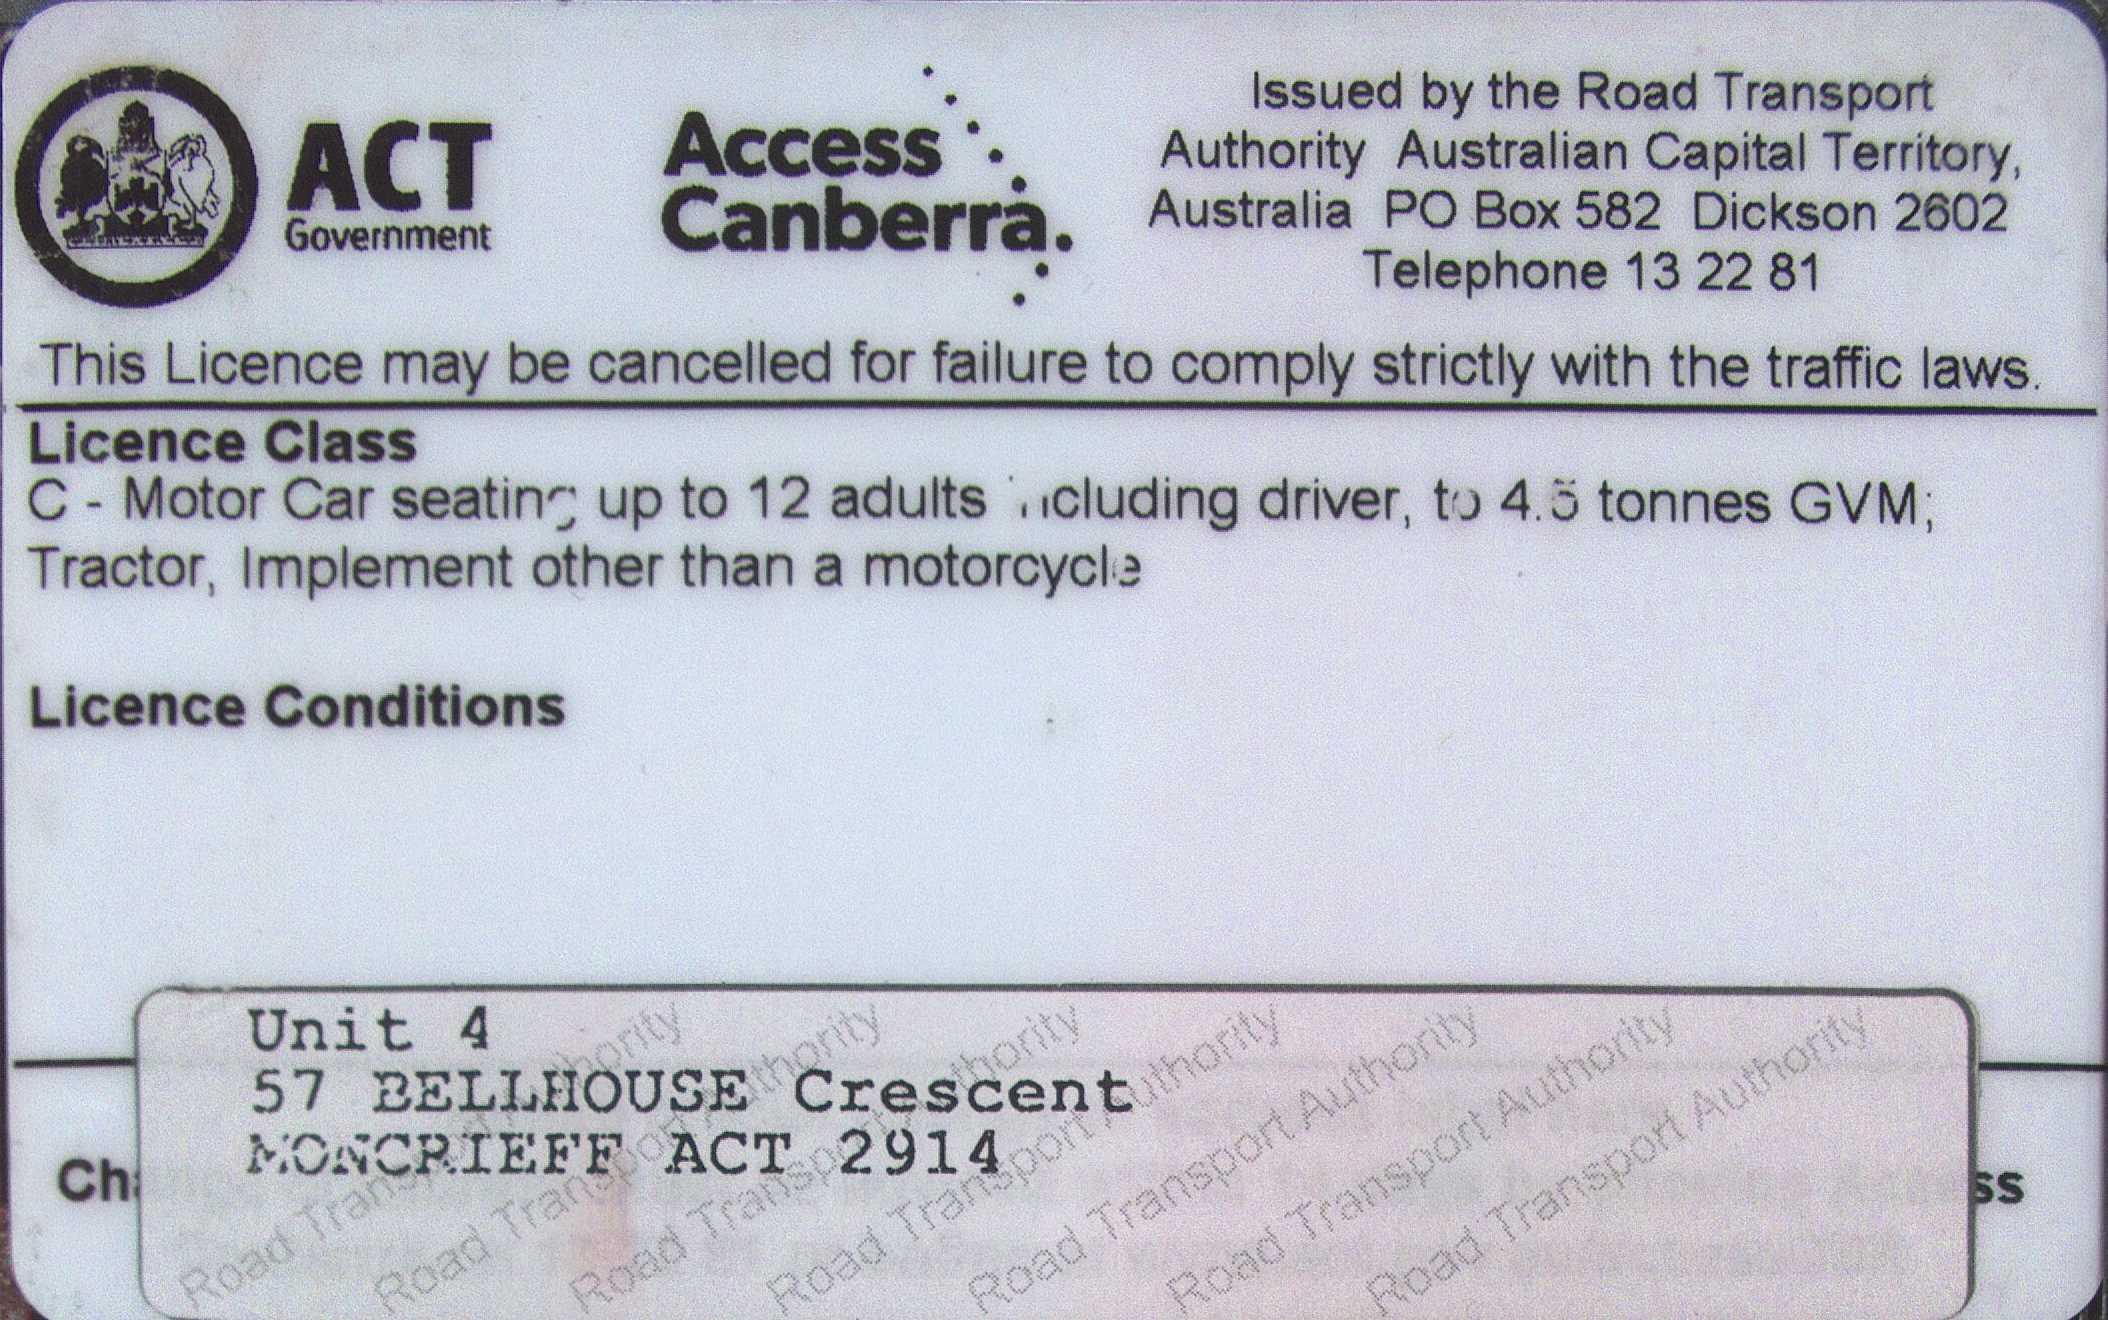 ACT
Government
Access
Canberra.
Issued by the Road Transport
Authority Australian Capital Territory,
Australia PO Box 582 Dickson 2602
Telephone 13 22 81
This Licence may be cancelled for failure to comply strictly with the traffic laws.
Licence Class
C - Motor Car seating up to 12 adults including driver, to 4.5 tonnes GVM;
Tractor, Implement other than a motorcycle
Licence Conditions
Unit 4
57 BELLHOUSE Crescent
MONCRIEFF ACT 2914
Road Transport Authority
Road Transport Authority
Road Transport Authority
Road Transport Authority
Road Transport Authority
Road Transport Authority
Road Transport Authority